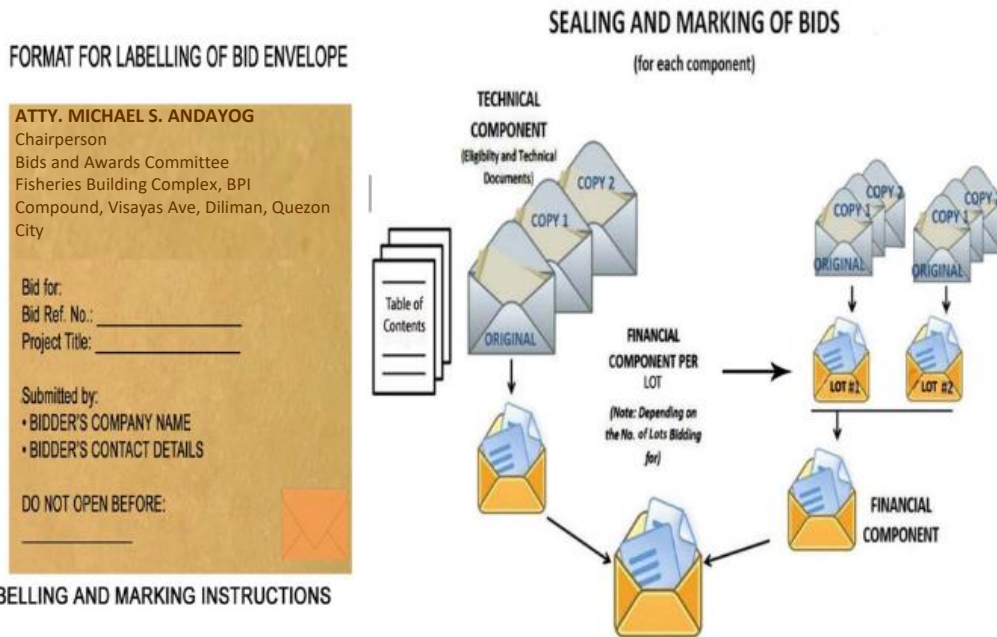 SEALING AND MARKING OF BIDS
(for each component)
FORMAT FOR LABELLING OF BID ENVELOPE
ATTY. MICHAEL S. ANDAYOG
Chairperson
Bids and Awards Committee
Fisheries Building Complex, BPI
Compound, Visayas Ave, Diliman, Quezon
City
Bid for:
Bid Ref. No.:
Project Title:
Submitted by:
• BIDDER'S COMPANY NAME
• BIDDER'S CONTACT DETAILS
DO NOT OPEN BEFORE:
BELLING AND MARKING INSTRUCTIONS
TECHNICAL
COMPONENT
(Eligibility and Technical
Documents)
COPY 2
COPY 1
ORIGINAL
Table of
Contents
FINANCIAL
COMPONENT PER
LOT
(Note: Depending on
the No. of Lots Bidding
for)
COPY 2
COPY 1
ORIGINAL
COPY
COPY 1
ORIGINAL
LOT #1
LOT #2
FINANCIAL
COMPONENT